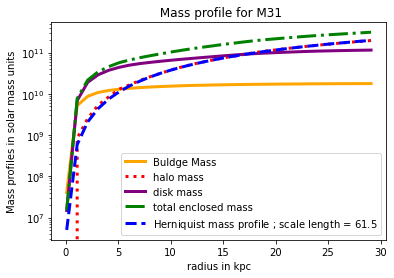 Mass profile for M31
Mass profiles in solar mass units
10^11
10^10
10^9
10^8
10^7
Buldge Mass
halo mass
disk mass
total enclosed mass
Herniquist mass profile ; scale length = 61.5
0 5 10 15 20 25 30
radius in kpc